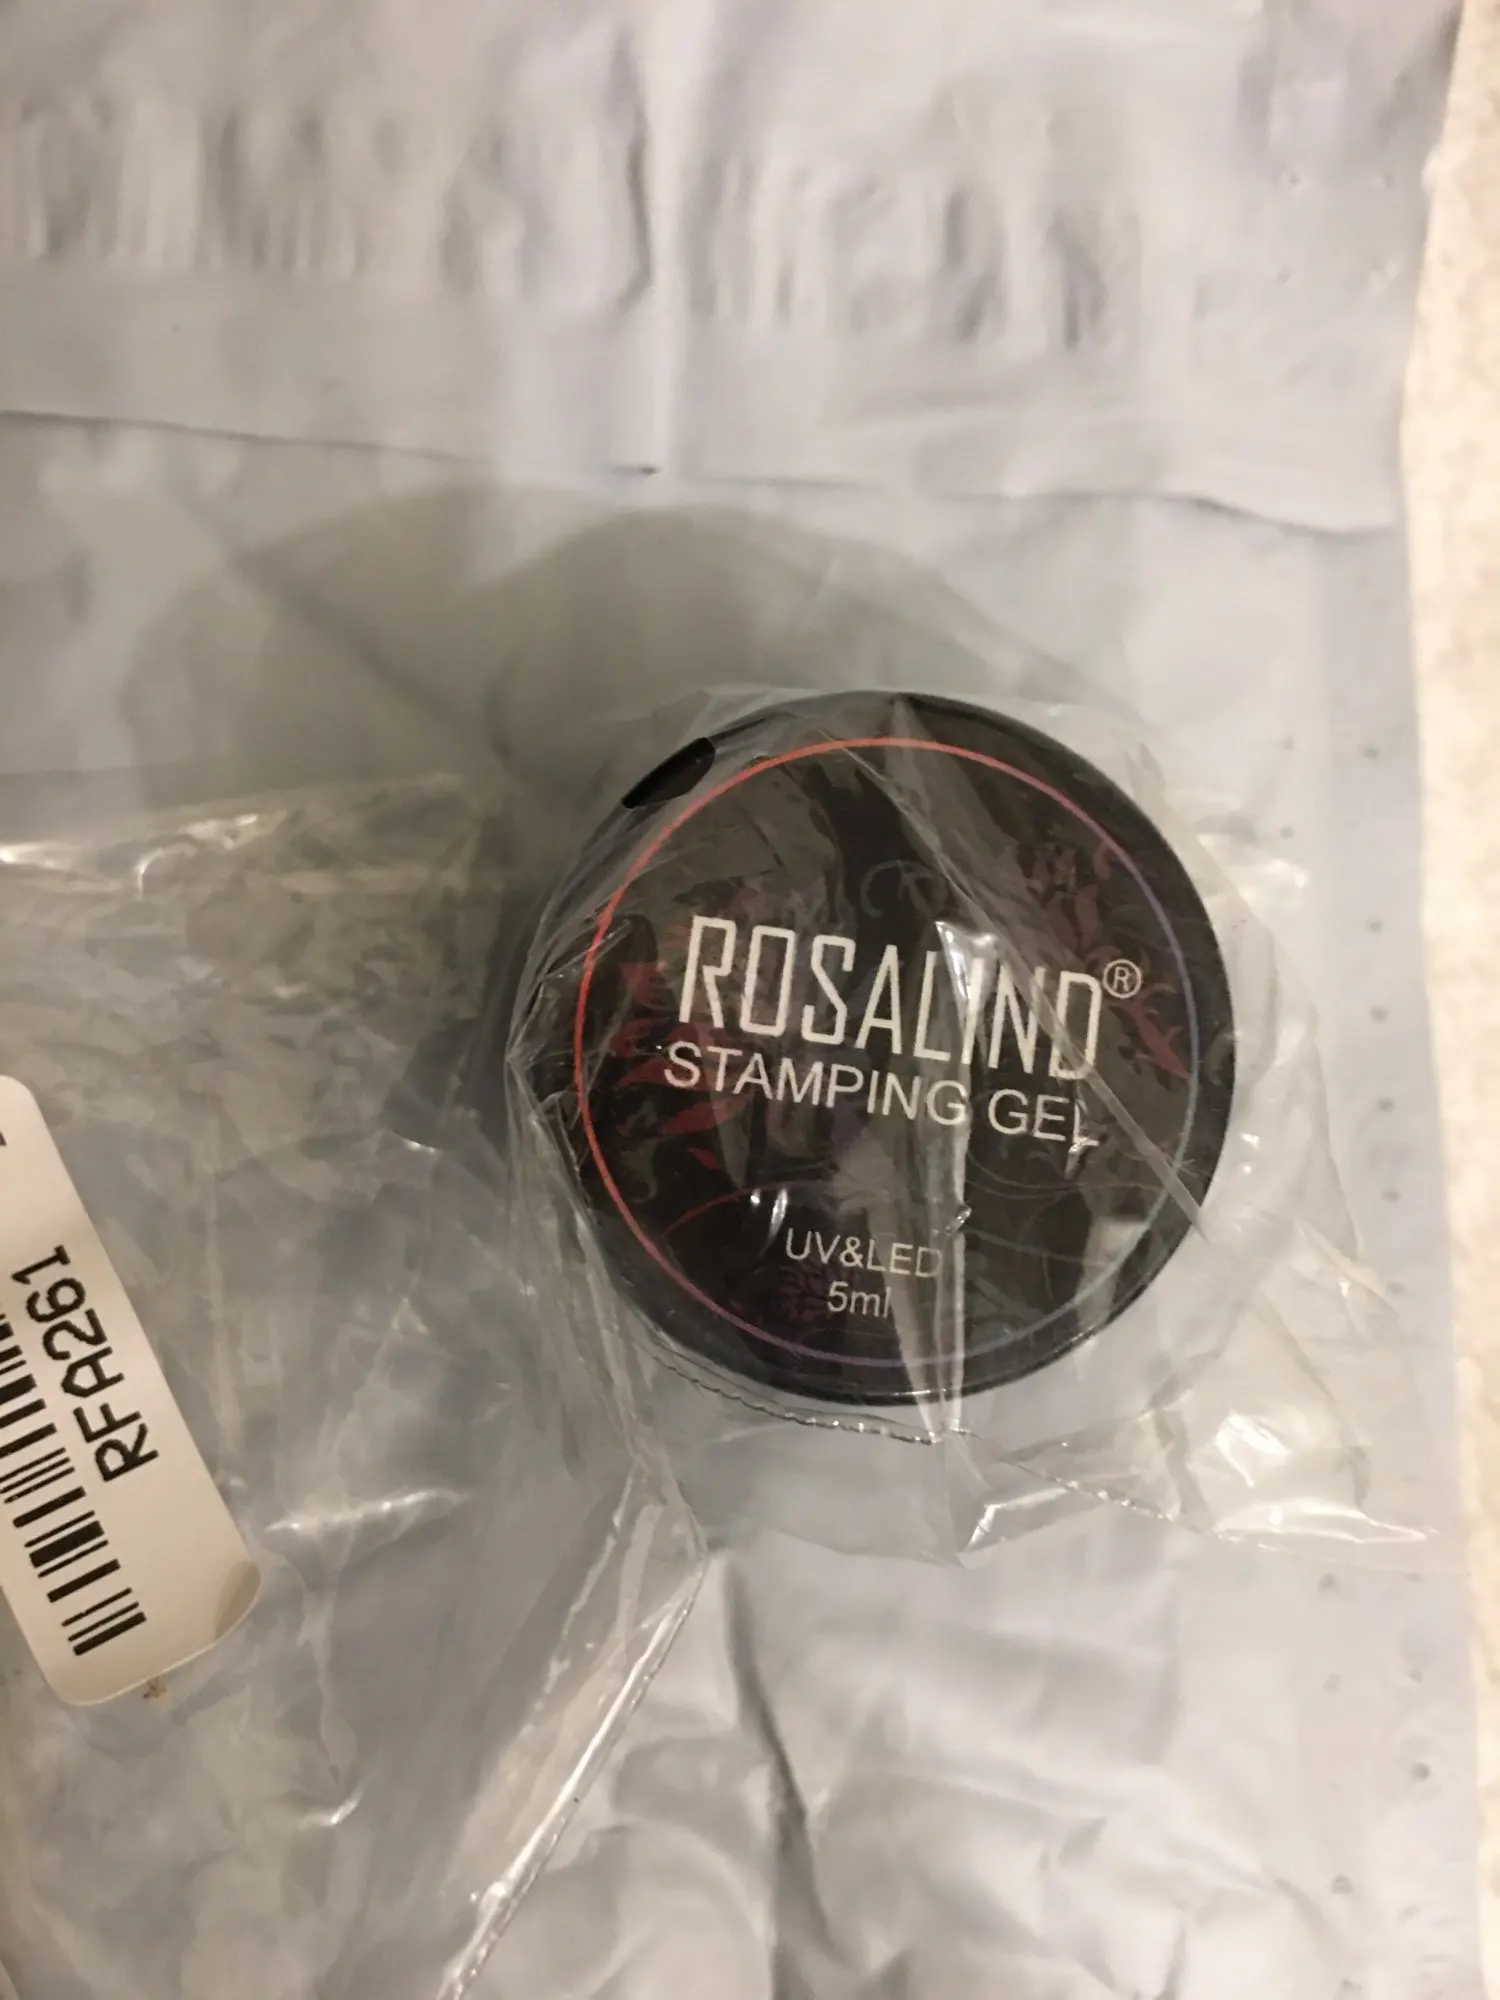 ROSALIND®
STAMPING GEL
UV&LED
5ml
RFA261